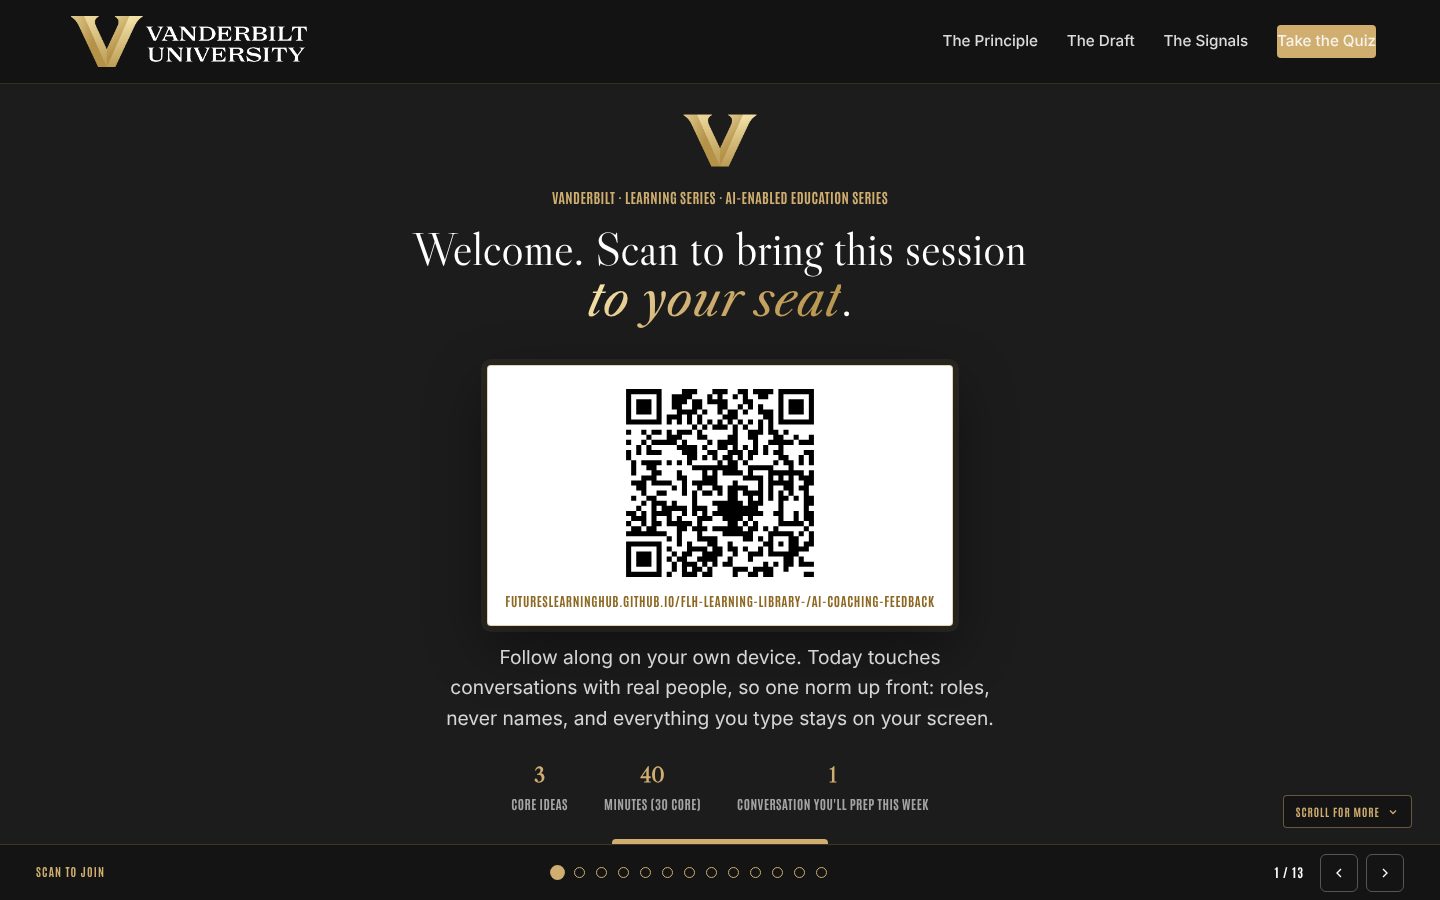 VANDERBILT
UNIVERSITY
The Principle
The Draft
The Signals
Take the Quiz
VANDERBILT · LEARNING SERIES · AI-ENABLED EDUCATION SERIES
Welcome. Scan to bring this session
to your seat.
FUTURESLEARNINGHUB.GITHUB.IO/FLH-LEARNING-LIBRARY-/AI-COACHING-FEEDBACK
Follow along on your own device. Today touches
conversations with real people, so one norm up front: roles,
never names, and everything you type stays on your screen.
3
CORE IDEAS
40
MINUTES (30 CORE)
1
CONVERSATION YOU'LL PREP THIS WEEK
SCROLL FOR MORE
SCAN TO JOIN
1 / 13